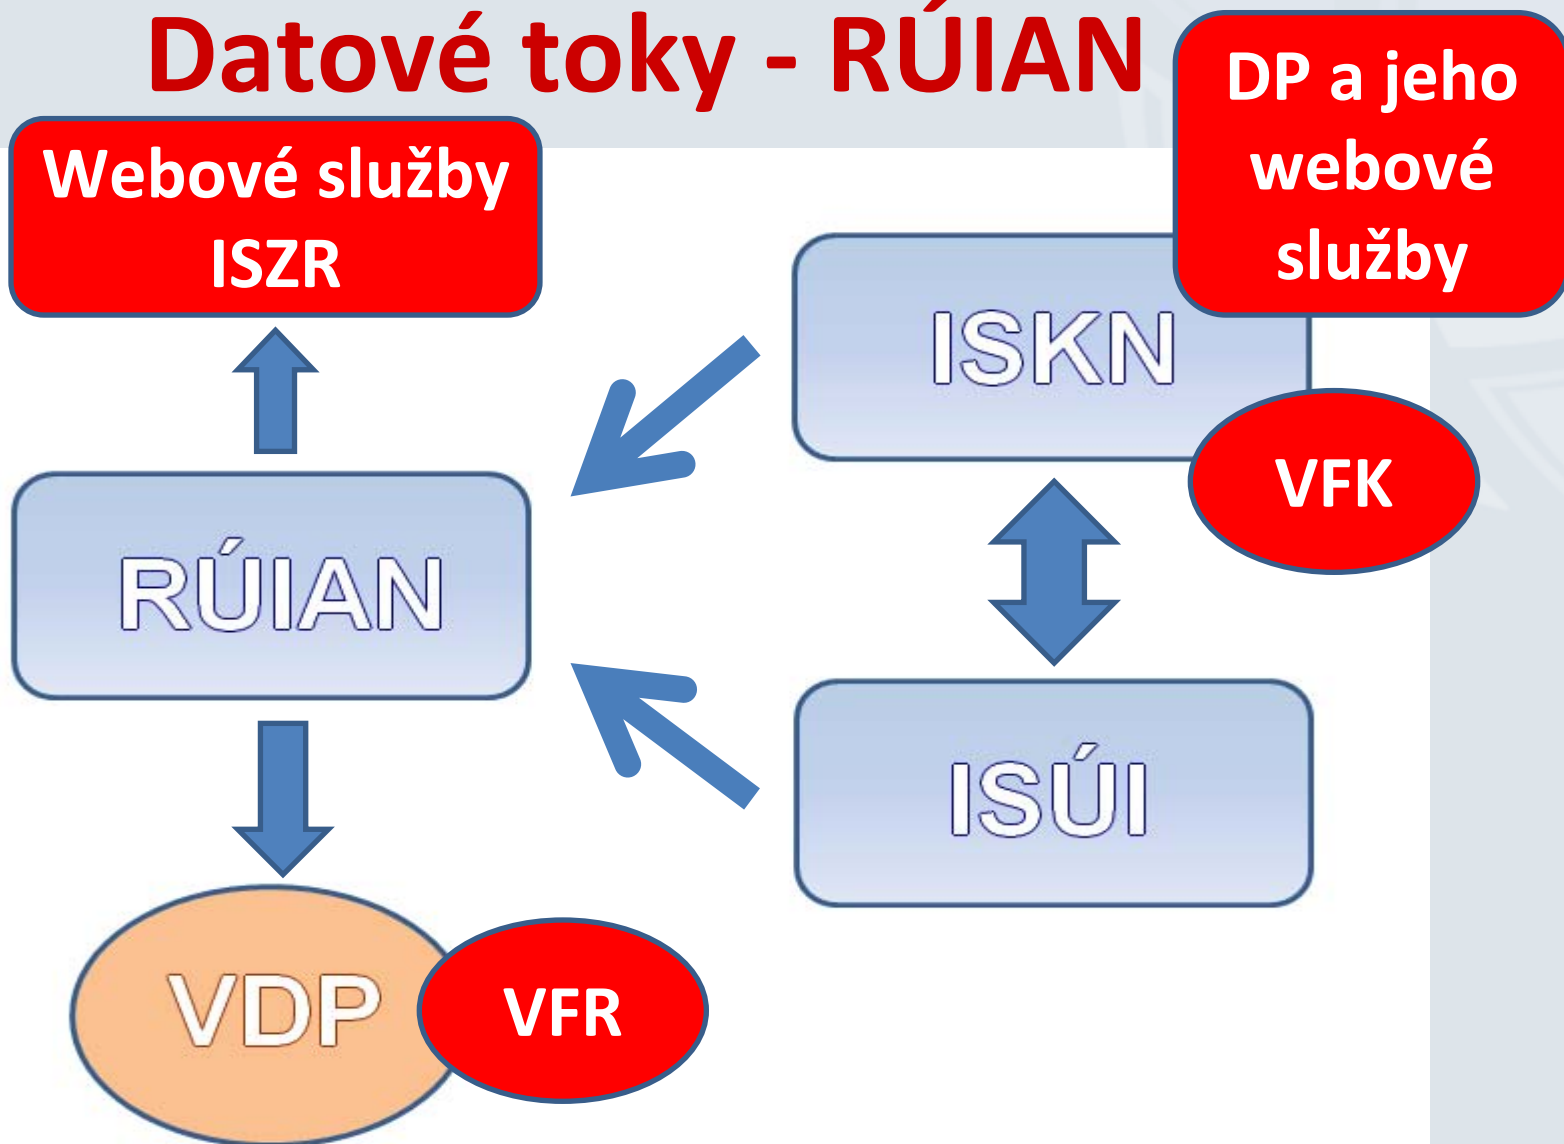 Datové toky - RÚIAN
DP a jeho
webové
služby
Webové služby
ISZR
ISKN
VFK
RÚIAN
ISÚI
VDP
VFR